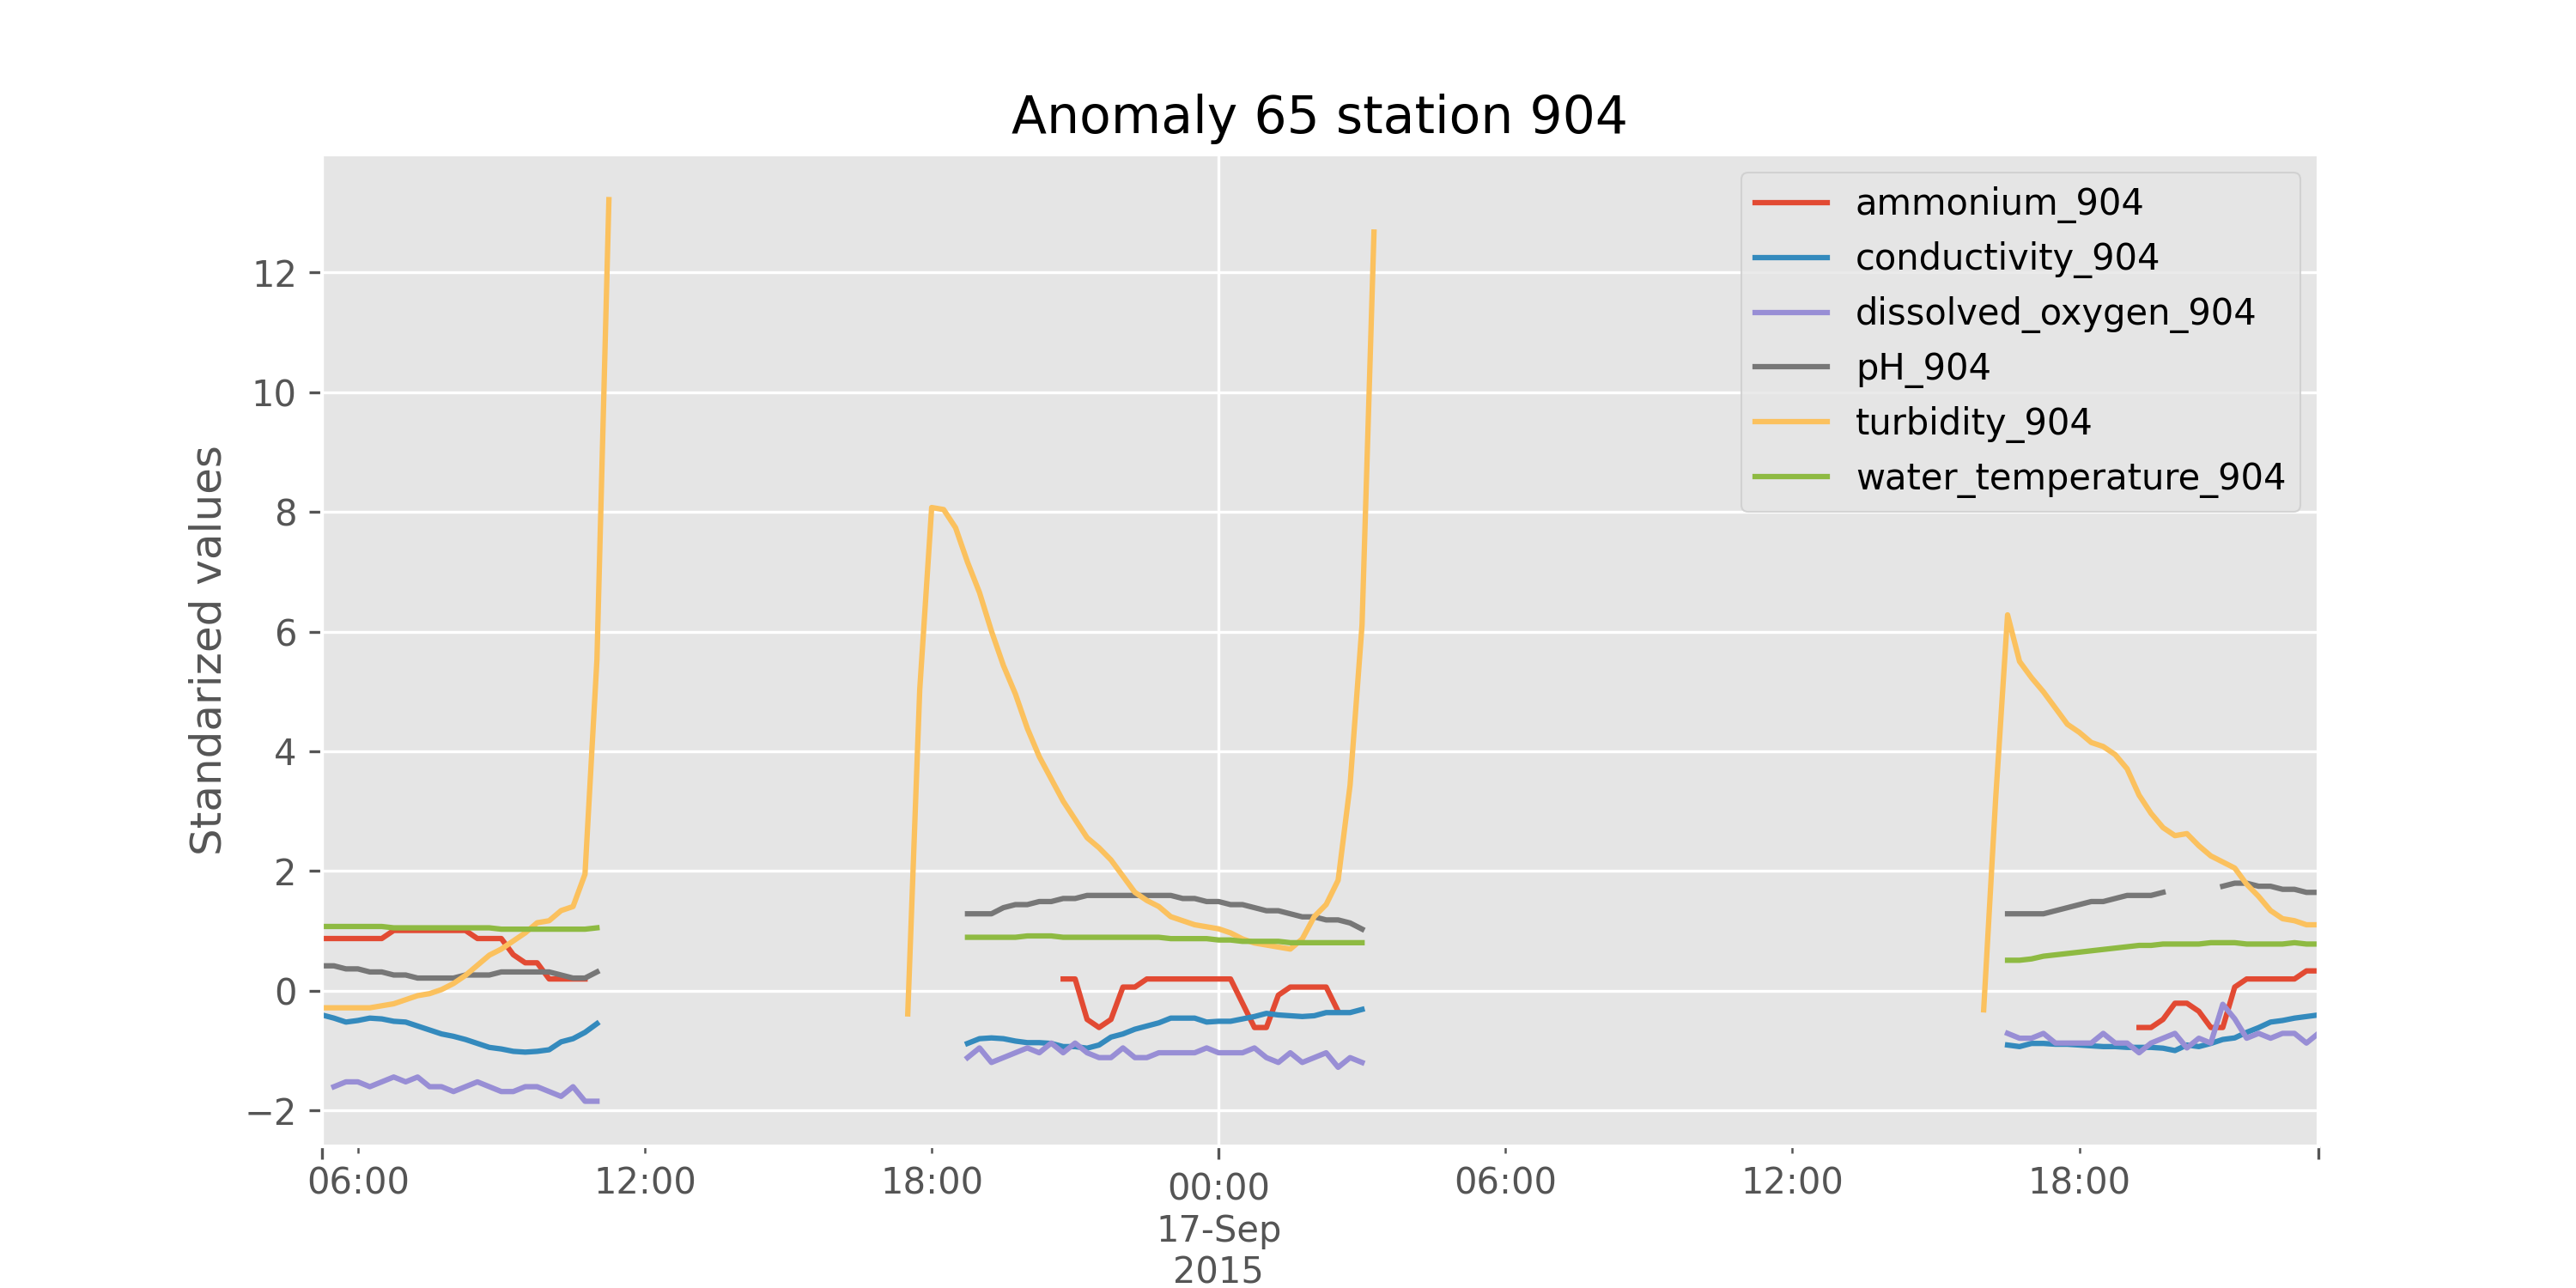 Anomaly 65 station 904
Standarized values
12
10
8
6
4
2
0
−2
ammonium_904
conductivity_904
dissolved_oxygen_904
pH_904
turbidity_904
water_temperature_904
06:00 12:00 18:00 00:00 06:00 12:00 18:00
17-Sep
2015